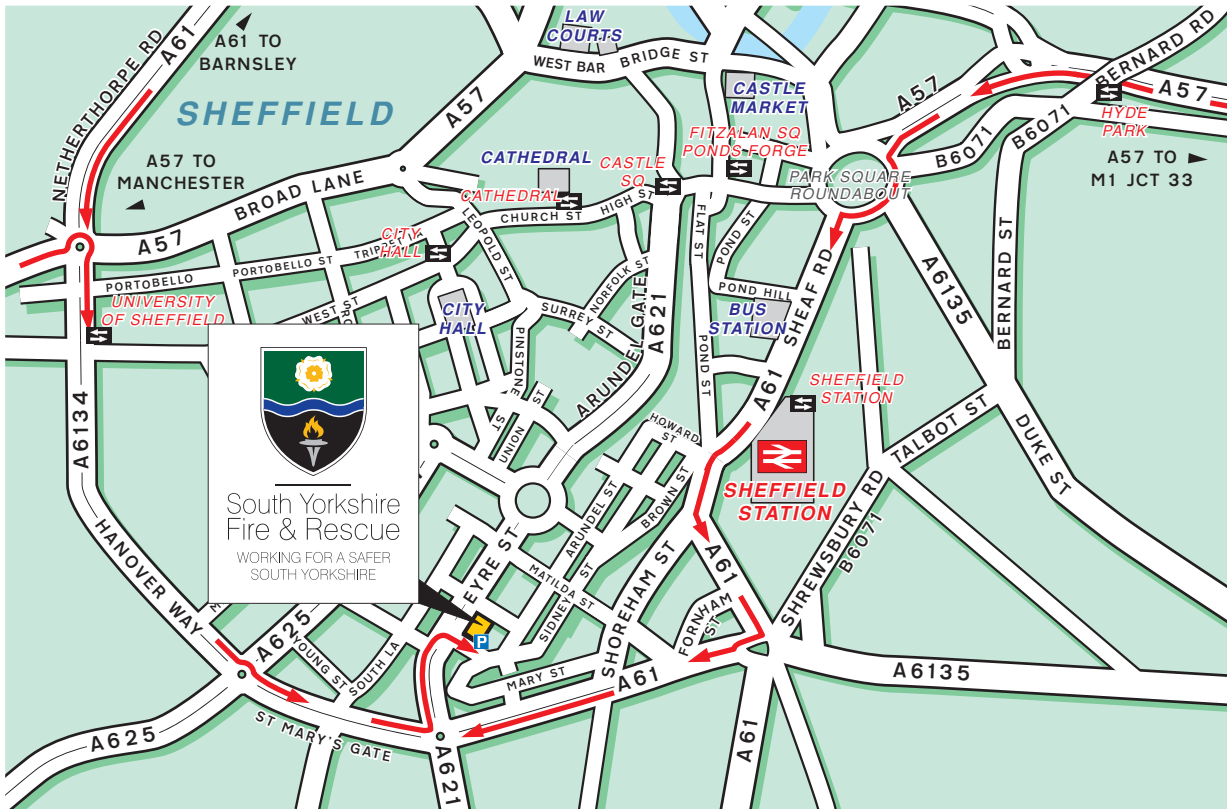 LAW
COURTS
NETHERTHORPE RD
A61
A61 TO
BARNSLEY
WEST BAR
BRIDGE ST
BERNARD RD
SHEFFIELD
A57
CASTLE
MARKET
A57
A57
HYDE
PARK
FITZALAN SQ
PONDS FORGE
B6071
B6071
A57 TO
MANCHESTER
CATHEDRAL
CASTLE
SQ
A57 TO
M1 JCT 33
BROAD LANE
CATHEDRAL
PARK SQUARE
ROUNDABOUT
A57
LEOPOLD ST
CHURCH ST
HIGH ST
FLAT ST
POND ST
CITY
HALL
PORTOBELLO ST
PORTOBELLO
NORFOLK ST
POND HILL
SHEAF RD
A6135
BERNARD ST
UNIVERSITY
OF SHEFFIELD
WEST ST
CITY
HALL
SURREY ST
ARUNDEL GATE
A621
BUS
STATION
PINSTONE
ST
POND ST
A61
SHEFFIELD
STATION
A6134
UNION ST
HOWARD
ST
TALBOT ST
DUKE ST
SHEFFIELD
STATION
South Yorkshire
Fire & Rescue
WORKING FOR A SAFER
SOUTH YORKSHIRE
ARUNDEL ST
BROWN ST
SHREWSBURY RD
B6071
HANOVER WAY
EYRE ST
MATILDA ST
SIDNEY ST
SHOREHAM ST
A61
FORNHAM
ST
P
A625
YOUNG ST
SOUTH LA
MARY ST
A61
A6135
A625
ST MARY'S GATE
A621
A61